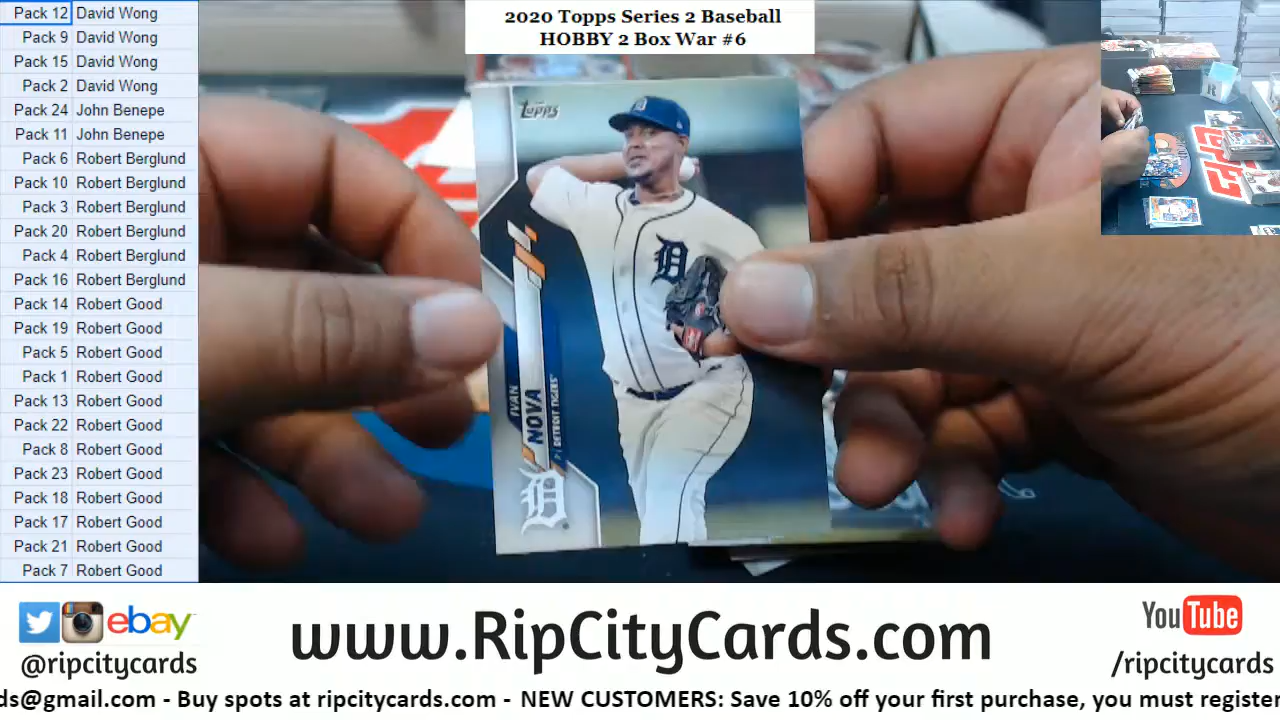 2020 Topps Series 2 Baseball
HOBBY 2 Box War #6
Pack 12 David Wong
Pack 9 David Wong
Pack 15 David Wong
Pack 2 David Wong
Pack 24 John Benepe
Pack 11 John Benepe
Pack 6 Robert Berglund
Pack 10 Robert Berglund
Pack 3 Robert Berglund
Pack 20 Robert Berglund
Pack 4 Robert Berglund
Pack 16 Robert Berglund
Pack 14 Robert Good
Pack 19 Robert Good
Pack 5 Robert Good
Pack 1 Robert Good
Pack 13 Robert Good
Pack 22 Robert Good
Pack 8 Robert Good
Pack 23 Robert Good
Pack 18 Robert Good
Pack 17 Robert Good
Pack 21 Robert Good
Pack 7 Robert Good
Topps
D
D
IVAN
NOVA
P | DETROIT TIGERS
D
R
ebay
@ripcitycards
www.RipCityCards.com
YouTube
/ripcitycards
ds@gmail.com - Buy spots at ripcitycards.com - NEW CUSTOMERS: Save 10% off your first purchase, you must register